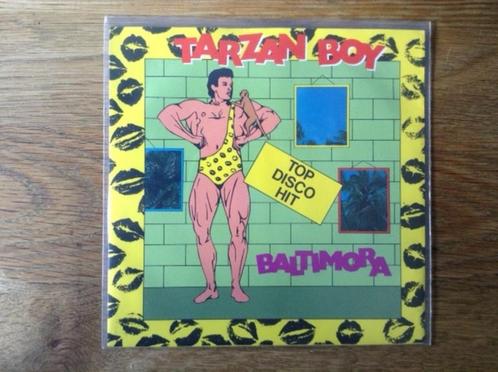 TARZAN BOY
TOP
DISCO
HIT
BALTIMORA